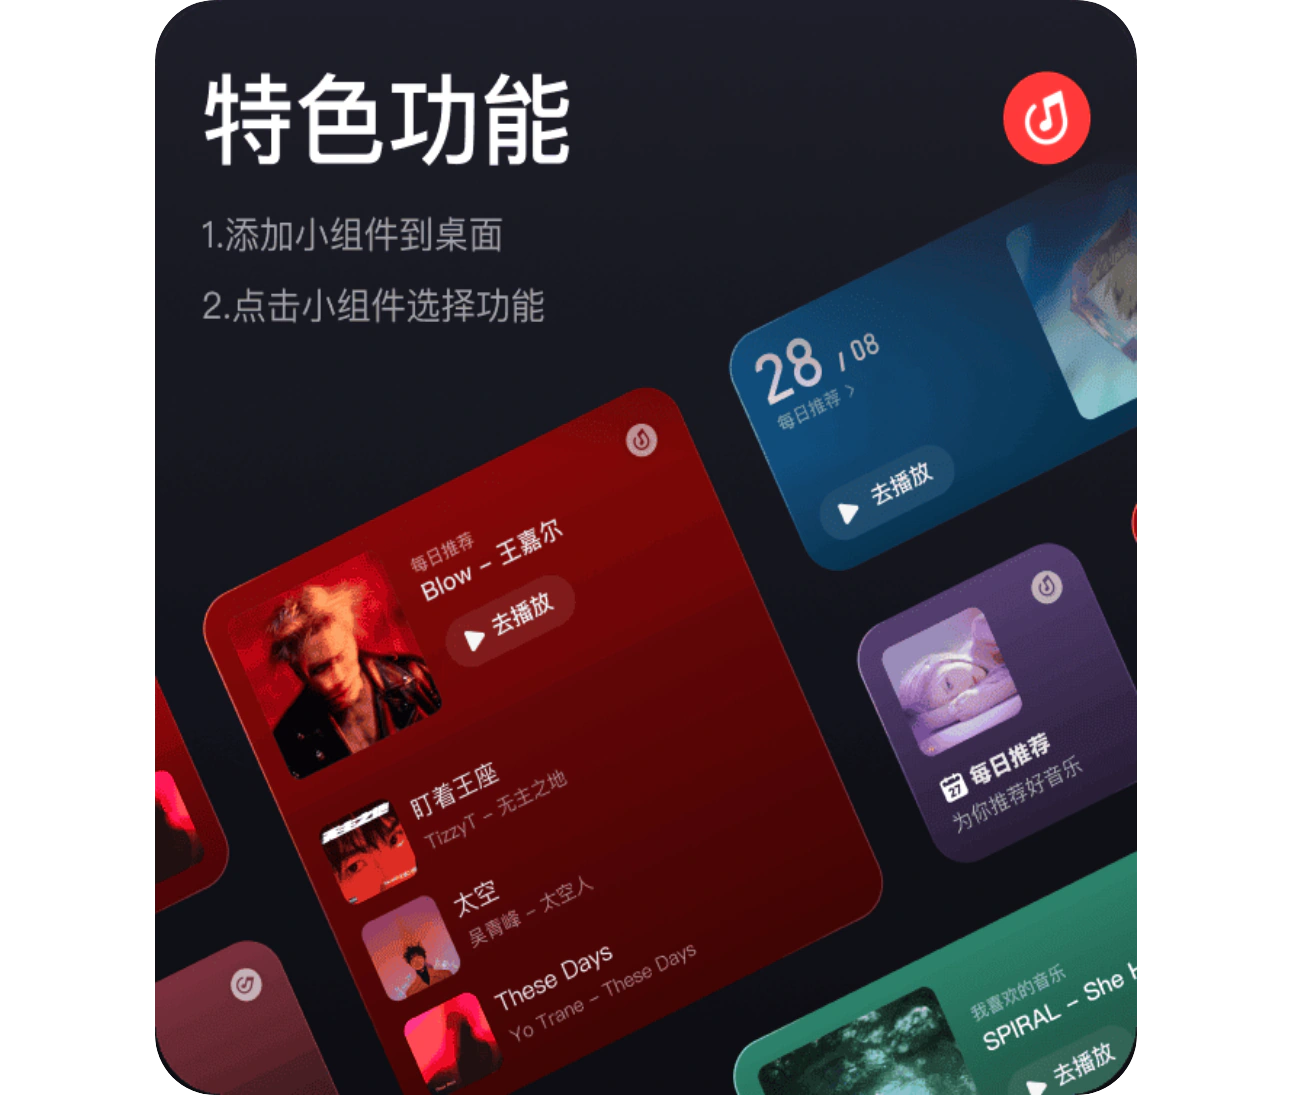 特色功能
1.添加小组件到桌面
2.点击小组件选择功能
28 / 08
每日推荐 >
去播放
每日推荐
Blow - 王嘉尔
去播放
盯着王座
TizzyT - 无主之地
太空
吴青峰 - 太空人
These Days
Yo Trane - These Days
27 每日推荐
为你推荐好音乐
我喜欢的音乐
SPIRAL - She
去播放